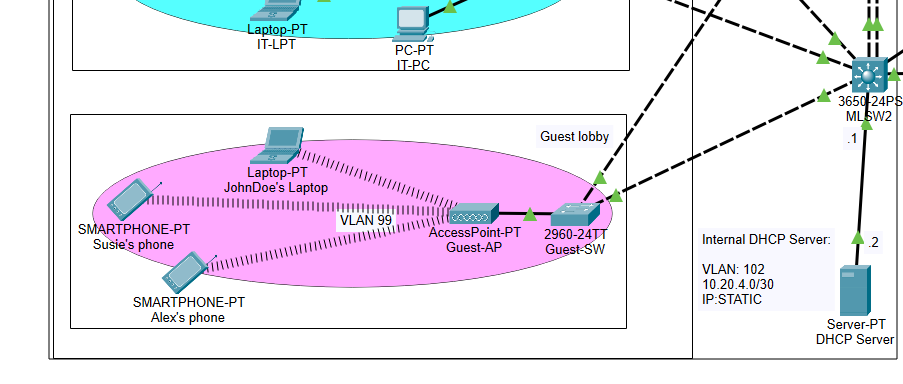 Laptop-PT
IT-LPT
PC-PT
IT-PC
3650-24PS
MLSW2
.1
Guest lobby
Laptop-PT
JohnDoe's Laptop
VLAN 99
SMARTPHONE-PT
Susie's phone
AccessPoint-PT
Guest-AP
2960-24TT
Guest-SW
SMARTPHONE-PT
Alex's phone
Internal DHCP Server:
VLAN: 102
10.20.4.0/30
IP:STATIC
.2
Server-PT
DHCP Server